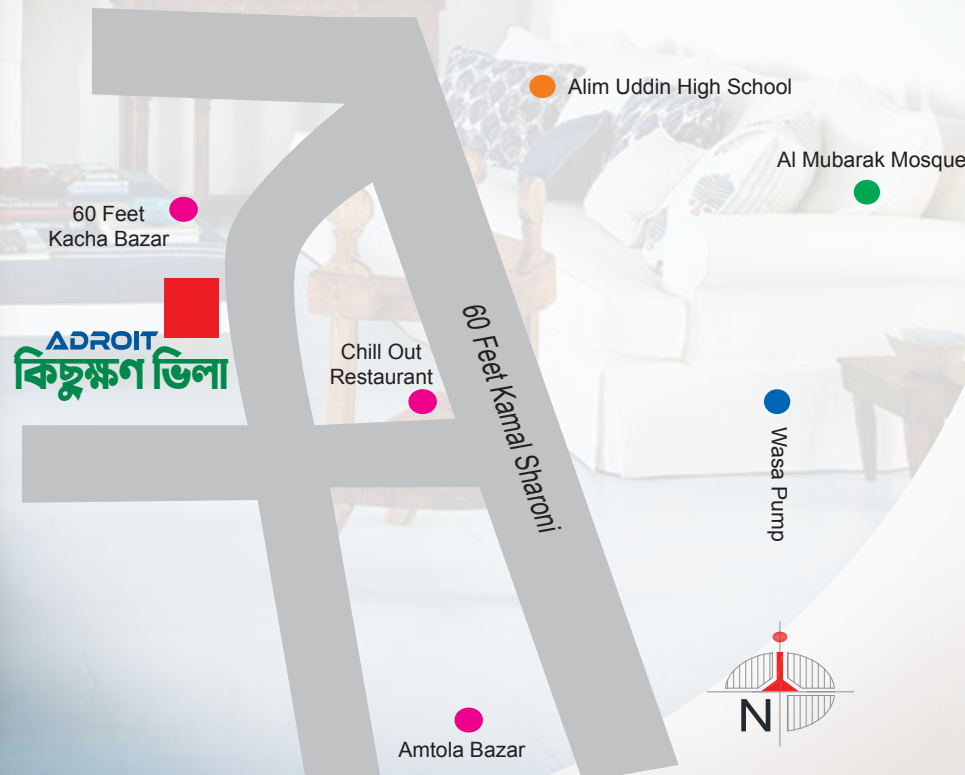 Alim Uddin High School
Al Mubarak Mosque
60 Feet
Kacha Bazar
ADROIT
কিছুক্ষণ ভিলা
Chill Out
Restaurant
60 Feet Kamal Sharoni
Wasa Pump
N
Amtola Bazar